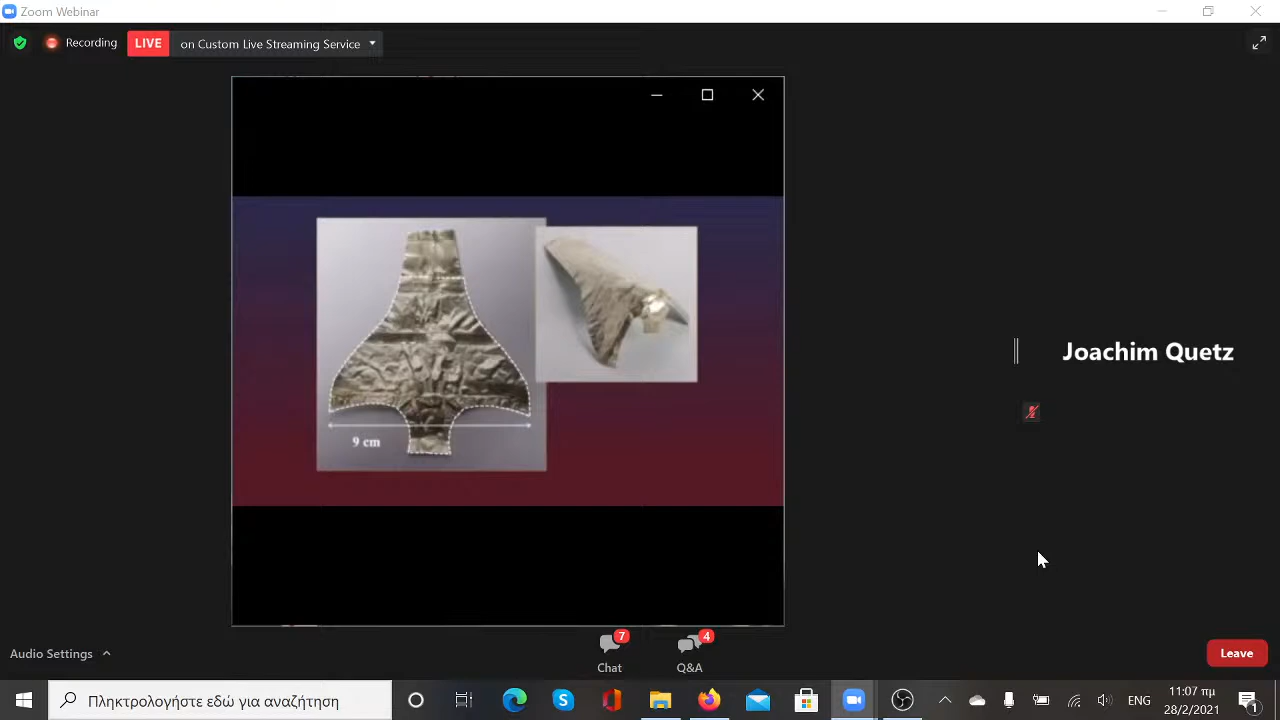 Zoom Webinar
Recording
LIVE
on Custom Live Streaming Service
9 cm
Joachim Quetz
Audio Settings
7
Chat
4
Q&A
Leave
Πληκτρολογήστε εδώ για αναζήτηση
ENG
11:07 πμ
28/2/2021
1